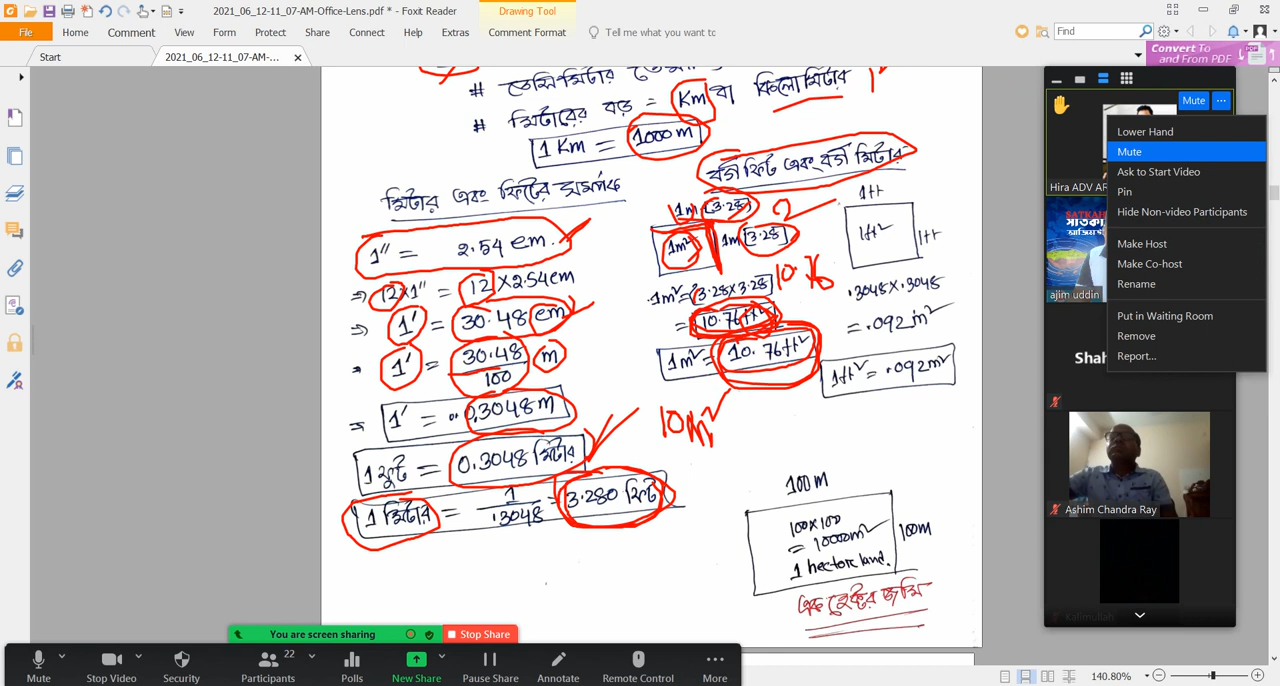 2021_06_12-11_07-AM-Office-Lens.pdf * - Foxit Reader
Drawing Tool
File Home Comment View Form Protect Share Connect Help Extras Comment Format Tell me what you want to
Find
Start
2021_06_12-11_07-AM-...
Convert To
and From PDF
# মিটারের বড় = Km বা কিলোমিটার
1 Km = 1000 m
বর্গ ফিট এবং বর্গ মিটার
মিটার এবং ফিটের সম্পর্ক
1" = 2.54 cm.
⇒ 12×1" = 12×2.54cm
⇒ 1' = 30.48 cm
⇒ 1' = 30.48/100 m
⇒ 1' = 0.3048m
1 ফুট = 0.3048 মিটার
1 মিটার = 1/.3048 = 3.280 ফিট
1m (3.28)
1m²
1m [3.28]
10.76
1m² = (3.28×3.28)
= 10.76ft²
1m² = 10.76ft²
10m²
1ft
1ft²
1ft
.3048×.3048
= .092m²
1ft² = .092m²
100m
100×100
= 10000m²
1 hector land.
100m
এক হেক্টর জমি
Mute
...
Hira ADV AR
Lower Hand
Mute
Ask to Start Video
Pin
Hide Non-video Participants
Make Host
Make Co-host
Rename
Put in Waiting Room
Remove
Report...
SATKAH
সাতক্ষ
ajim uddin
Shah
Ashim Chandra Ray
Kalimullah
You are screen sharing
Stop Share
Mute
Stop Video
Security
22
Participants
Polls
New Share
Pause Share
Annotate
Remote Control
More
140.80%